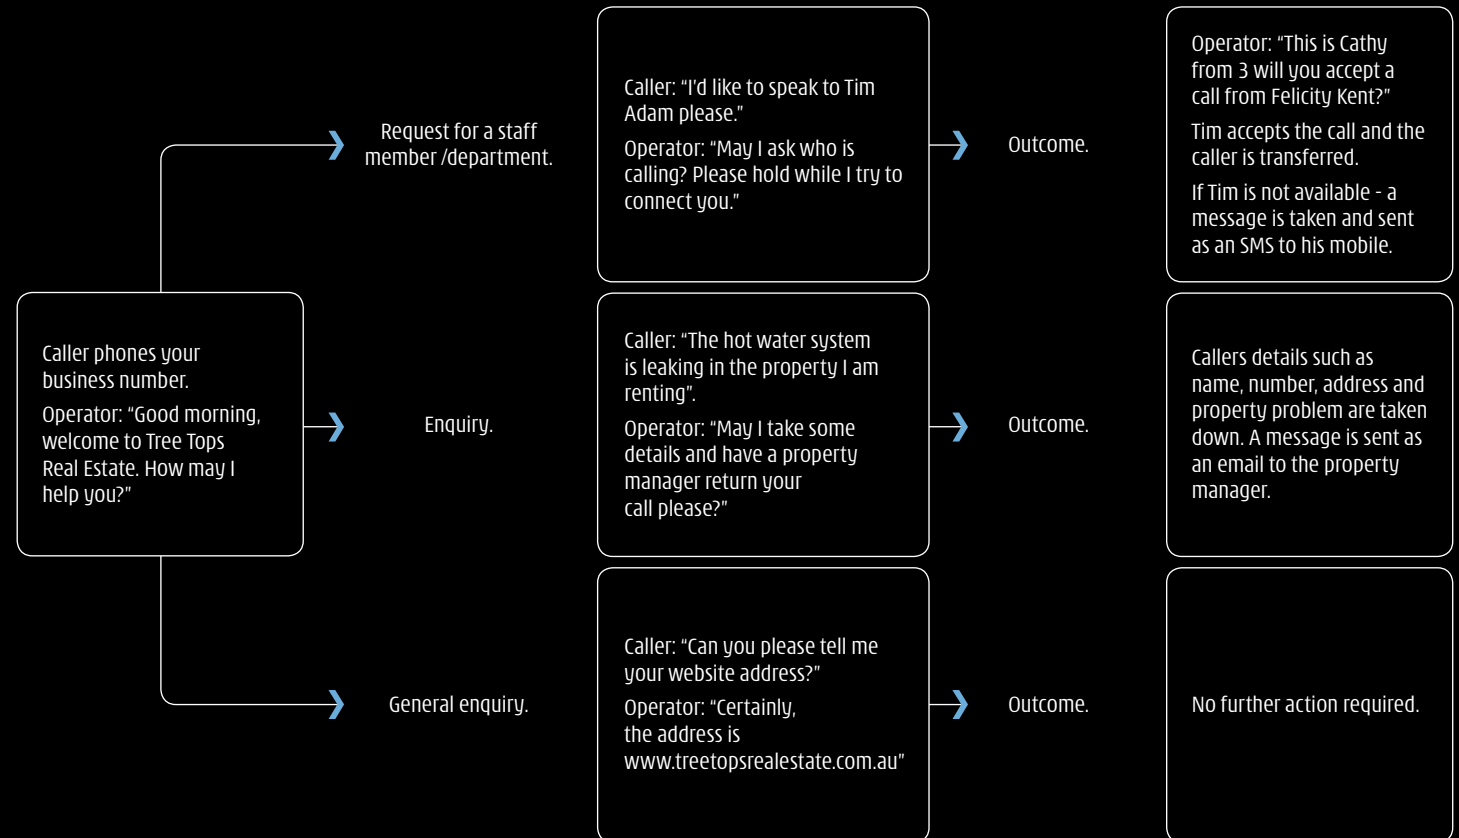 Caller phones your
business number.
Operator: “Good morning,
welcome to Tree Tops
Real Estate. How may I
help you?”
Request for a staff
member /department.
Caller: “I’d like to speak to Tim
Adam please.”
Operator: “May I ask who is
calling? Please hold while I try to
connect you.”
Outcome.
Operator: “This is Cathy
from 3 will you accept a
call from Felicity Kent?”
Tim accepts the call and the
caller is transferred.
If Tim is not available - a
message is taken and sent
as an SMS to his mobile.
Enquiry.
Caller: “The hot water system
is leaking in the property I am
renting”.
Operator: “May I take some
details and have a property
manager return your
call please?”
Outcome.
Callers details such as
name, number, address and
property problem are taken
down. A message is sent as
an email to the property
manager.
General enquiry.
Caller: “Can you please tell me
your website address?”
Operator: “Certainly,
the address is
www.treetopsrealestate.com.au”
Outcome.
No further action required.